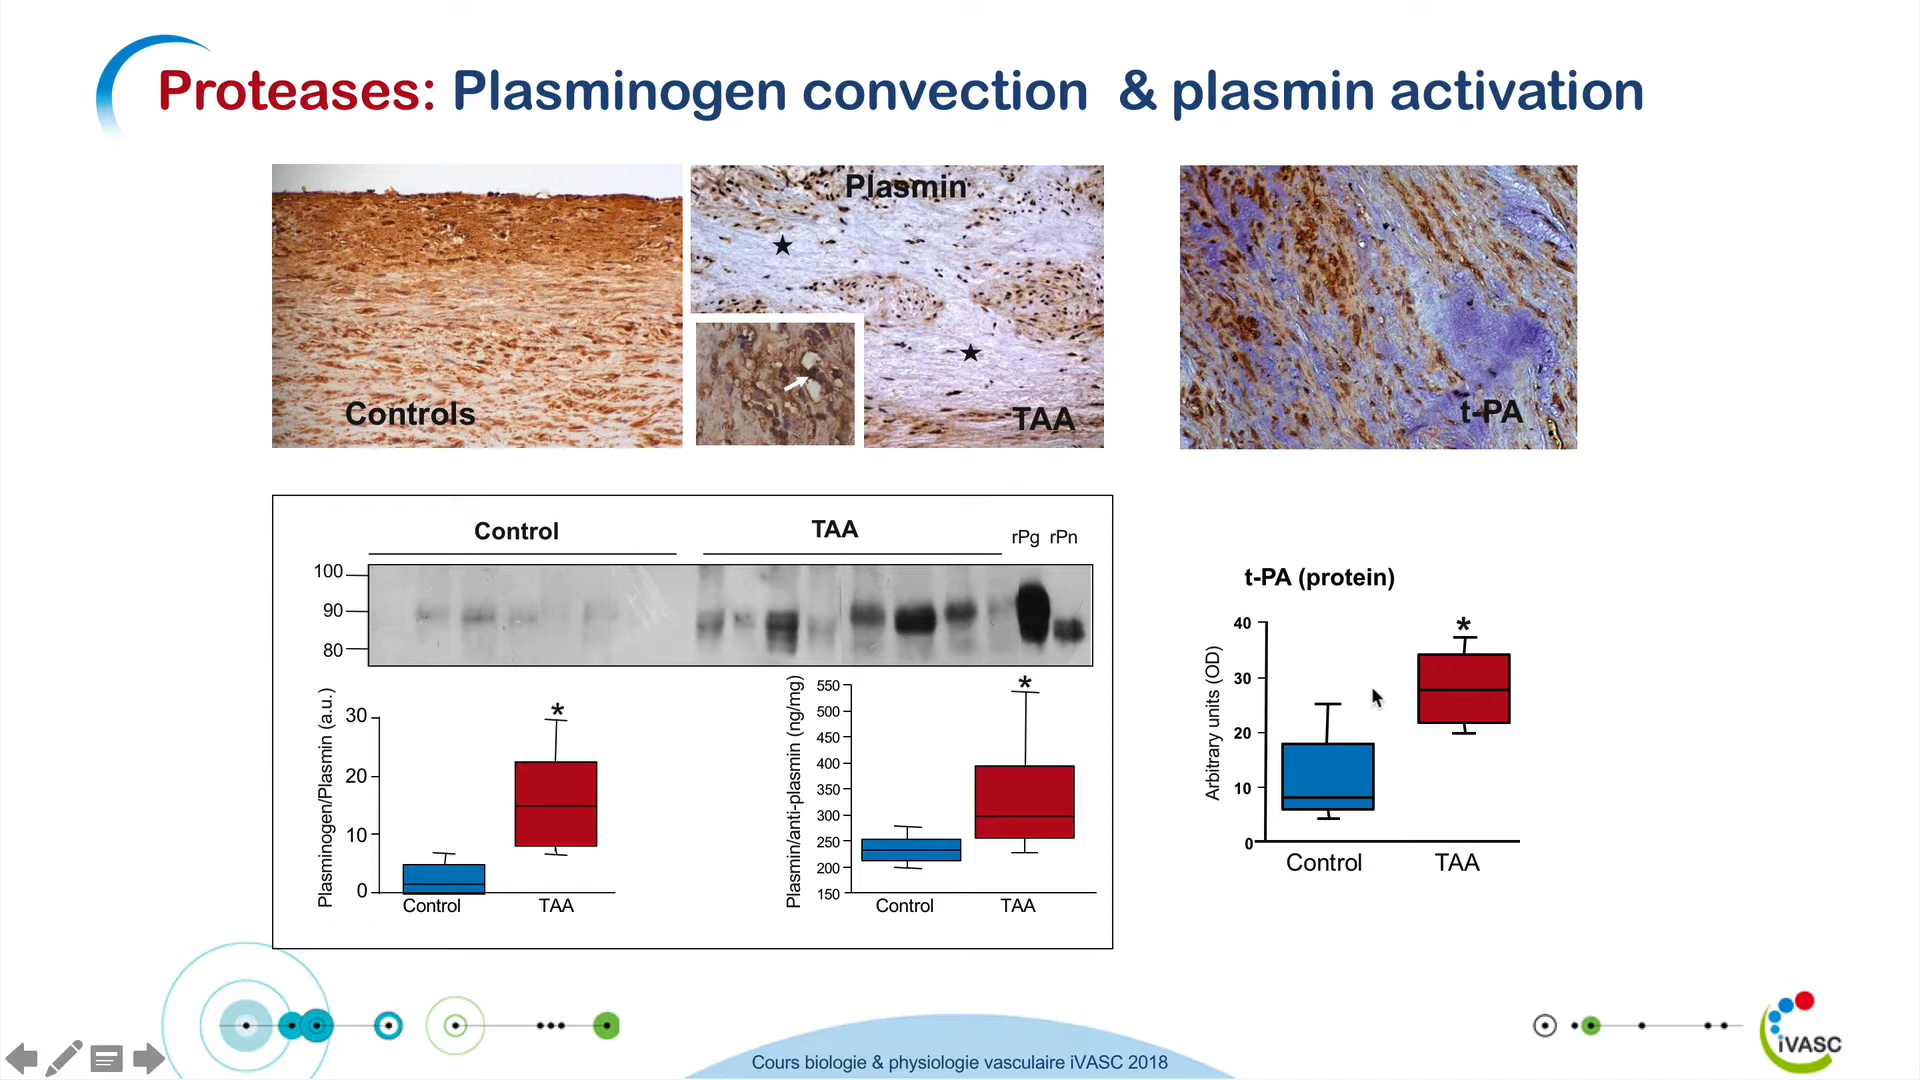 Proteases: Plasminogen convection & plasmin activation
Controls
Plasmin
TAA
t-PA
Control
TAA
rPg rPn
100
90
80
Plasminogen/Plasmin (a.u.)
30
20
10
0
Control
TAA
*
Plasmin/anti-plasmin (ng/mg)
550
500
450
400
350
300
250
200
150
Control
TAA
*
t-PA (protein)
Arbitrary units (OD)
40
30
20
10
0
Control
TAA
*
Cours biologie & physiologie vasculaire iVASC 2018
iVASC